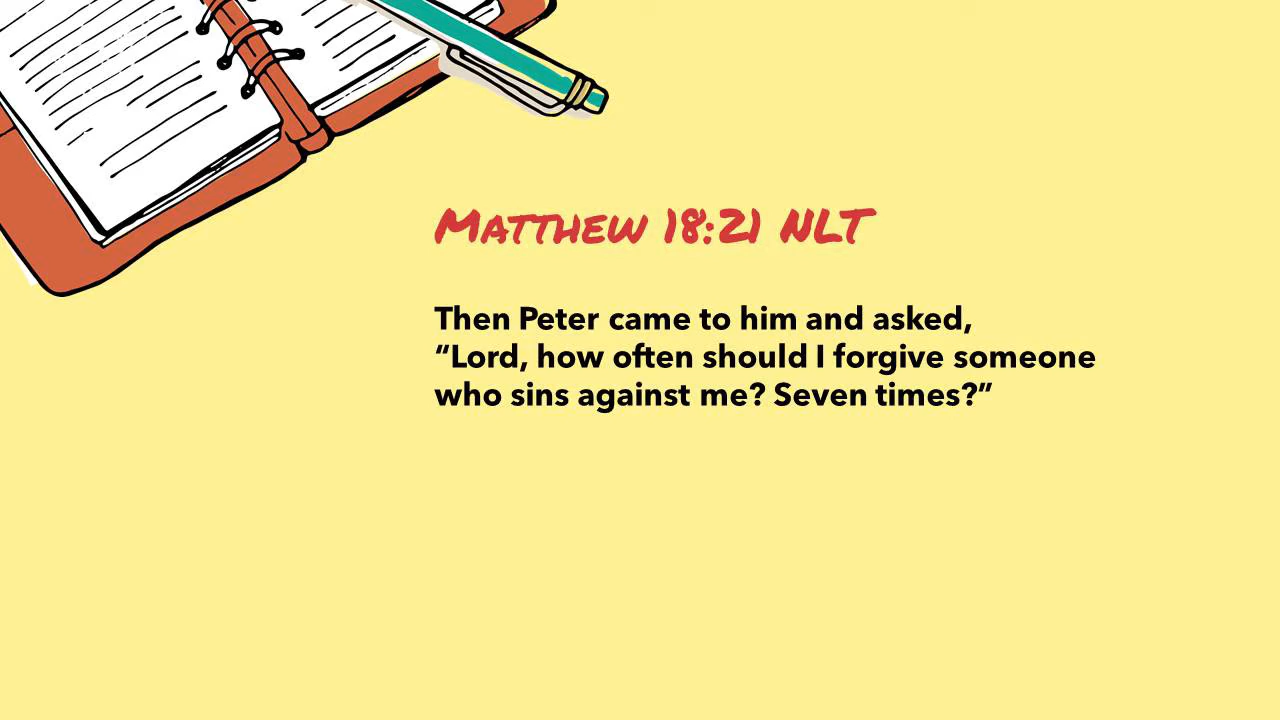 Matthew 18:21 NLT
Then Peter came to him and asked,
“Lord, how often should I forgive someone
who sins against me? Seven times?”